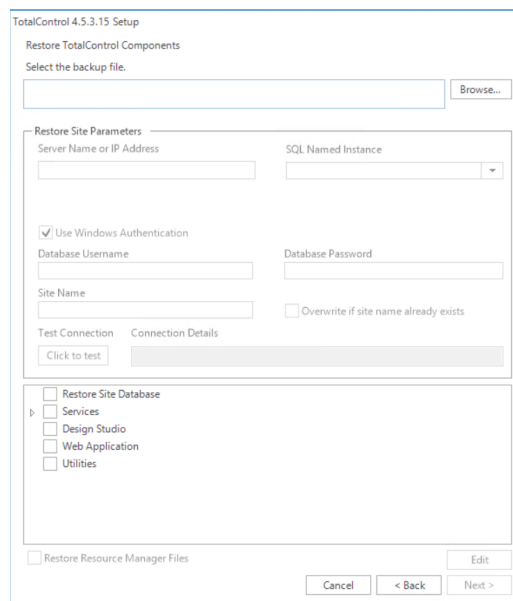 TotalControl 4.5.3.15 Setup
Restore TotalControl Components
Select the backup file.
Browse...
Restore Site Parameters
Server Name or IP Address
SQL Named Instance
Use Windows Authentication
Database Username
Database Password
Site Name
Overwrite if site name already exists
Test Connection
Connection Details
Click to test
Restore Site Database
Services
Design Studio
Web Application
Utilities
Restore Resource Manager Files
Edit
Cancel
< Back
Next >